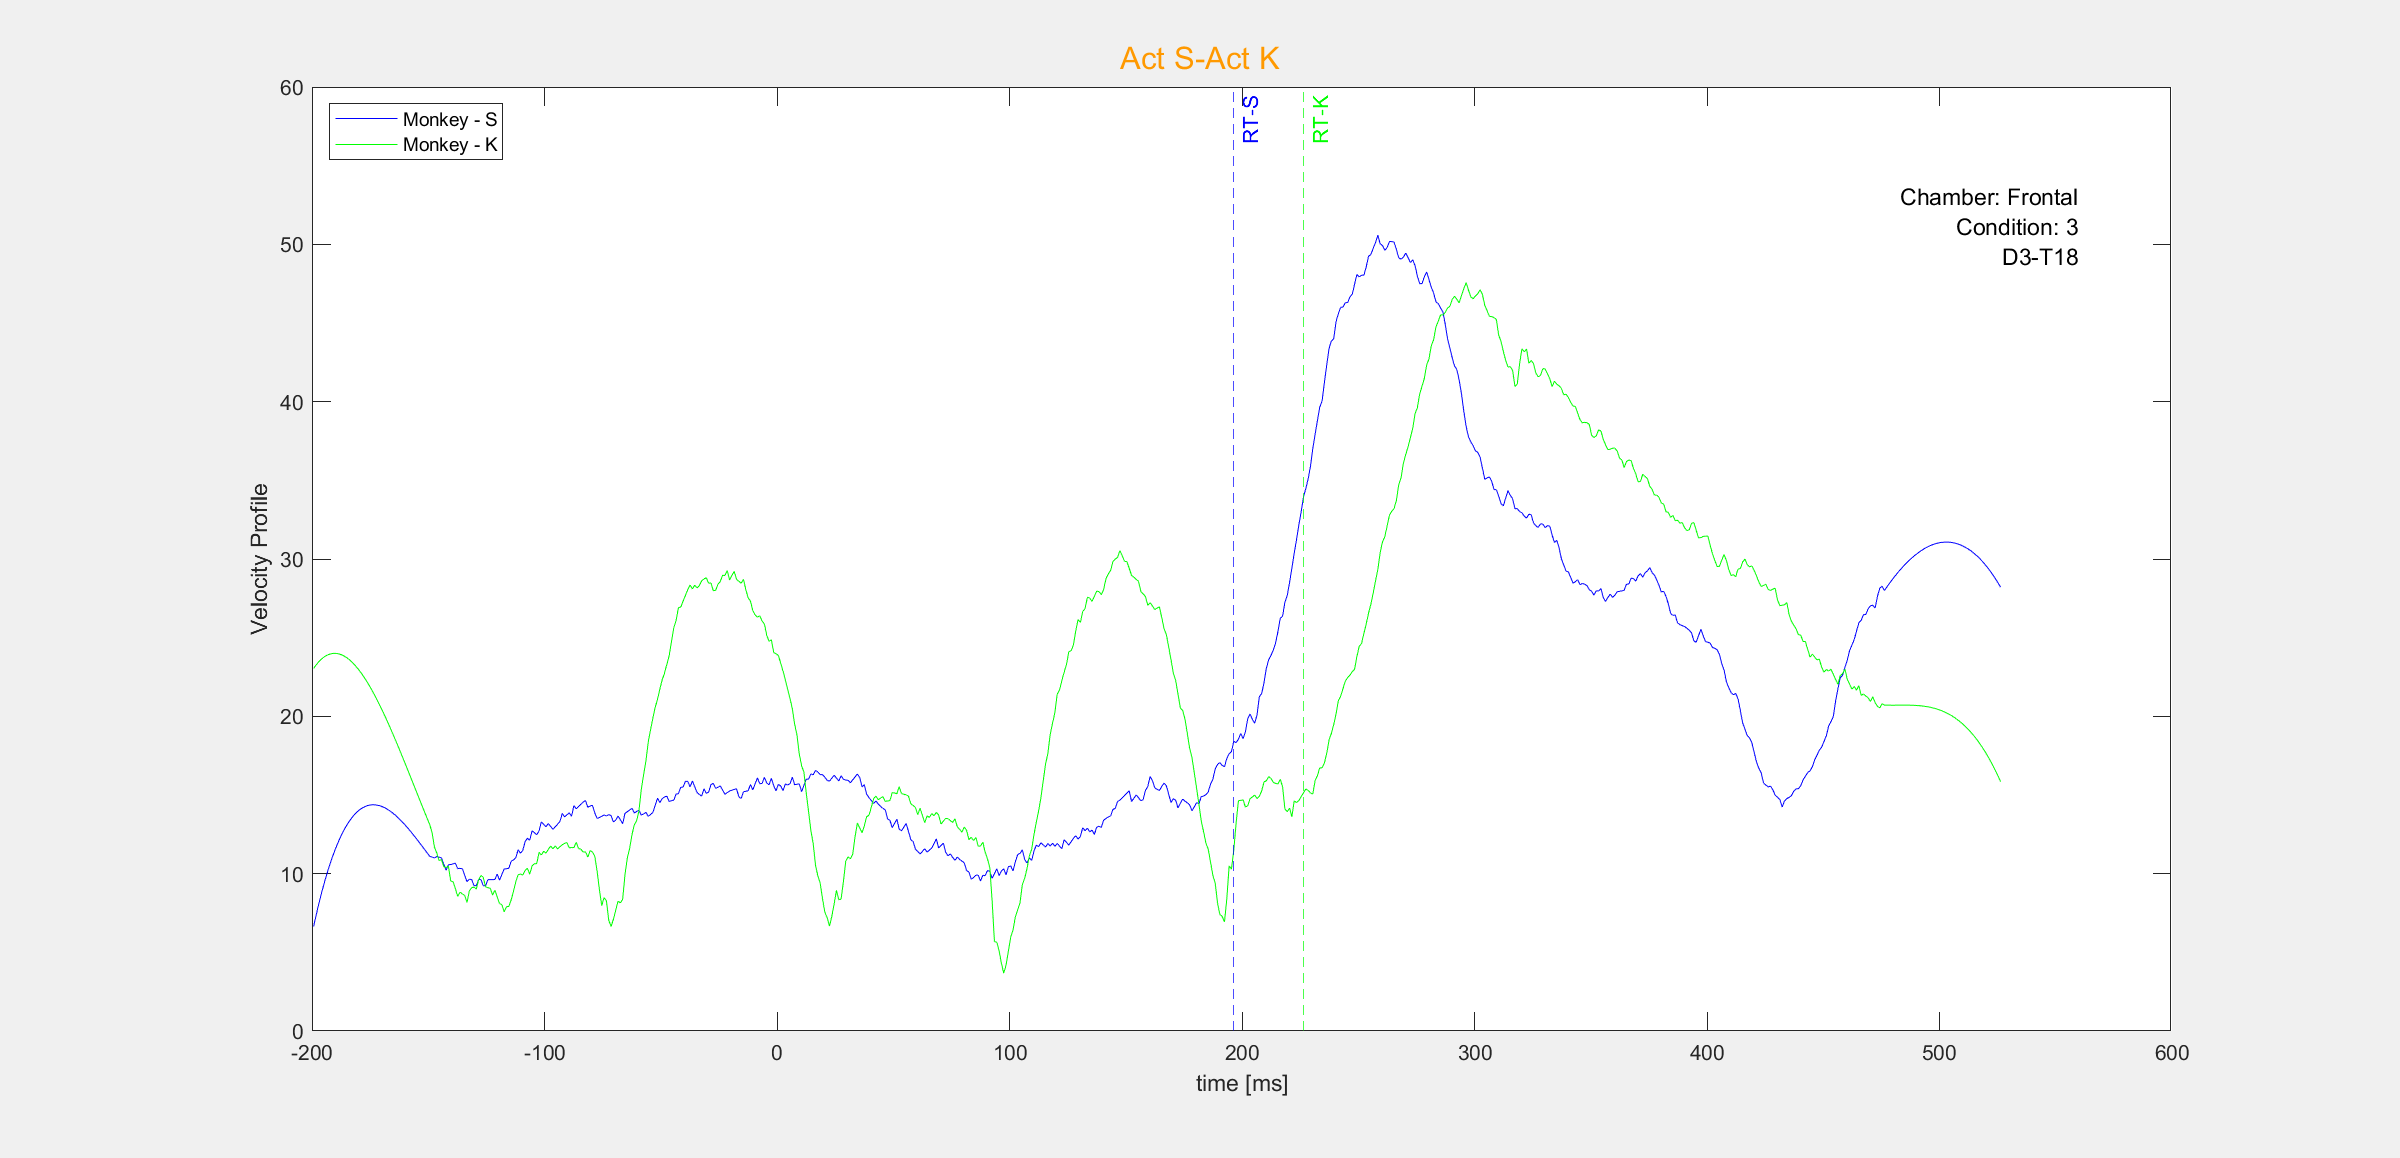 Act S-Act K
60
50
40
30
20
10
0
Velocity Profile
Monkey - S
Monkey - K
RT-S
RT-K
Chamber: Frontal
Condition: 3
D3-T18
-200
-100
0
100
200
300
400
500
600
time [ms]